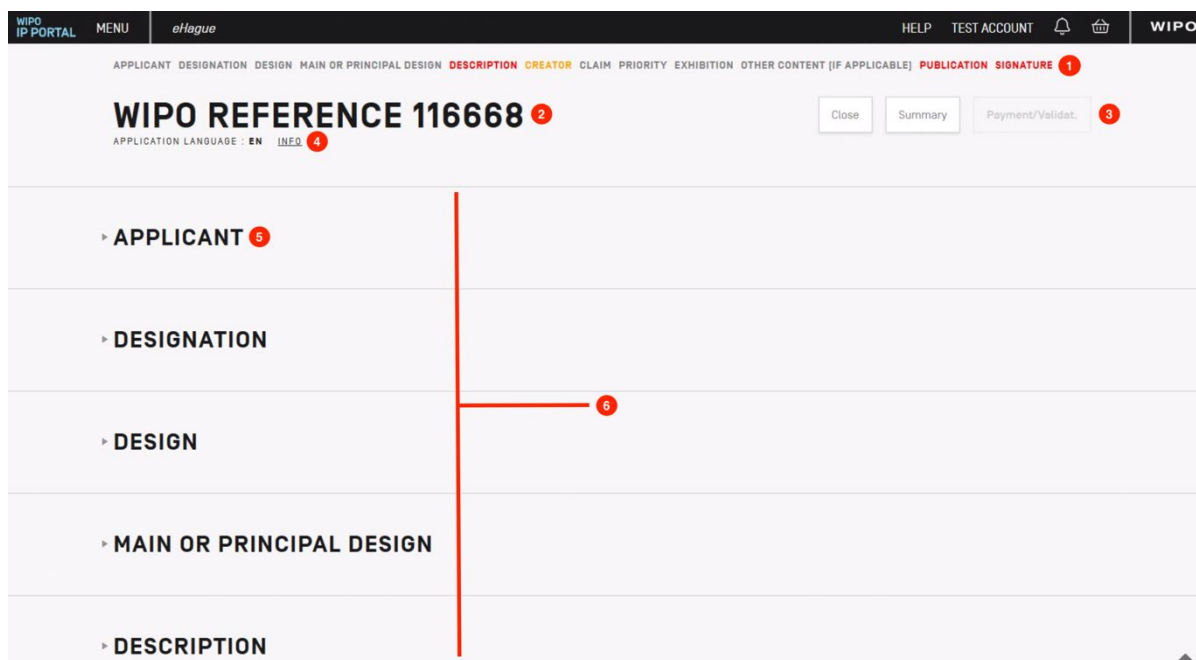 WIPO
IP PORTAL MENU eHague HELP TEST ACCOUNT WIPO
APPLICANT DESIGNATION DESIGN MAIN OR PRINCIPAL DESIGN DESCRIPTION CREATOR CLAIM PRIORITY EXHIBITION OTHER CONTENT (IF APPLICABLE) PUBLICATION SIGNATURE 1
WIPO REFERENCE 116668 2 Close Summary Payment/Validat. 3
APPLICATION LANGUAGE : EN INFO 4
APPLICANT 5
DESIGNATION
6
DESIGN
MAIN OR PRINCIPAL DESIGN
DESCRIPTION